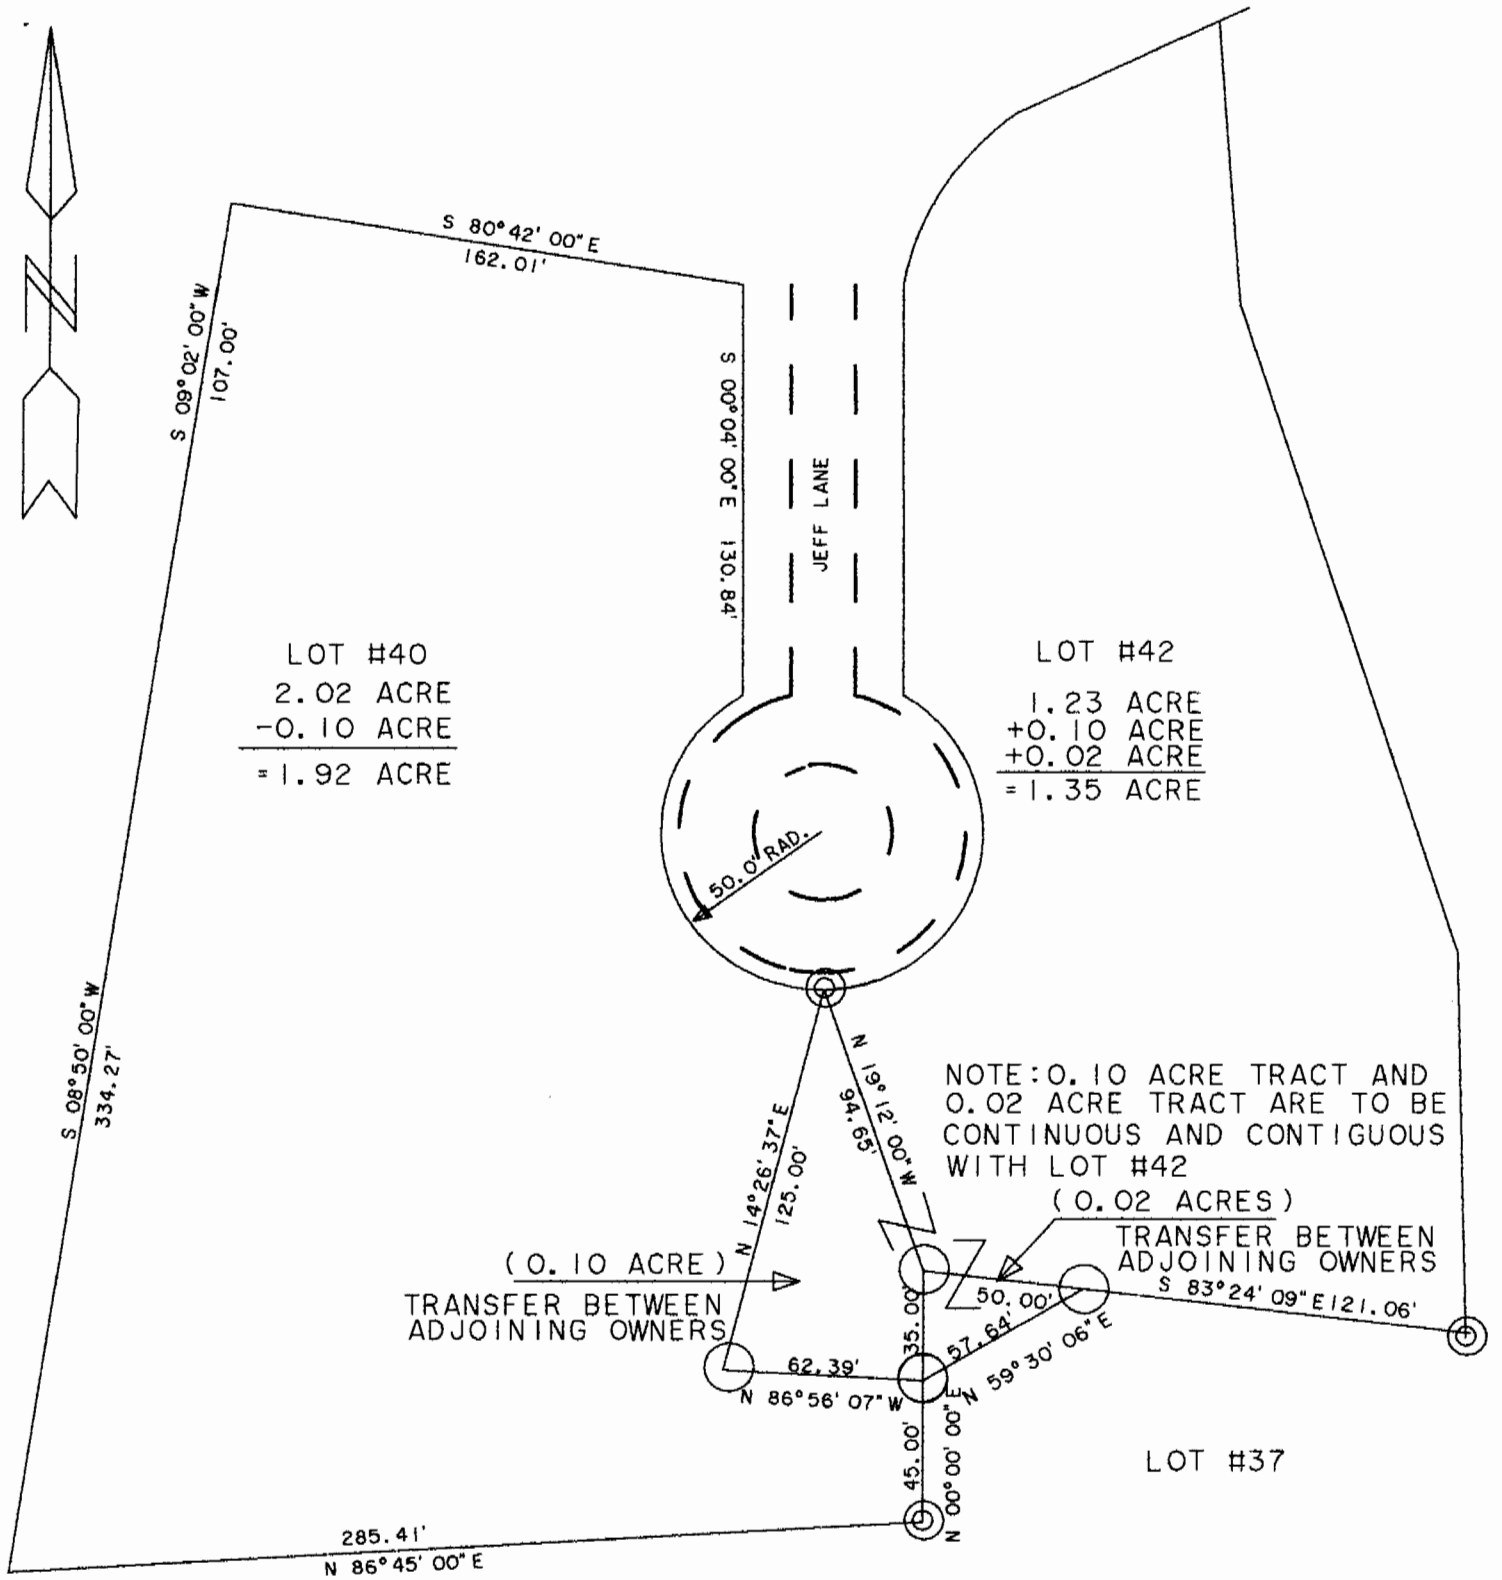 N
S 80°42' 00"E
162.01'
S 09°02' 00"W
107.00'
S 00°04' 00"E 130.84'
JEFF LANE
LOT #40
2.02 ACRE
-0.10 ACRE
=1.92 ACRE
LOT #42
1.23 ACRE
+0.10 ACRE
+0.02 ACRE
=1.35 ACRE
50.0' RAD.
S 08°50' 00"W
334.27'
N 19°12' 00"W
94.65'
N 14°26' 37"E
125.00'
NOTE:0.10 ACRE TRACT AND
0.02 ACRE TRACT ARE TO BE
CONTINUOUS AND CONTIGUOUS
WITH LOT #42
(0.02 ACRES)
TRANSFER BETWEEN
ADJOINING OWNERS
S 83°24' 09"E121.06'
(0.10 ACRE)
TRANSFER BETWEEN
ADJOINING OWNERS
50.00'
35.00'
57.64'
N 59°30' 06"E
62.39'
N 86°56' 07"W
45.00'
N 00°00' 00"E
LOT #37
285.41'
N 86°45' 00"E